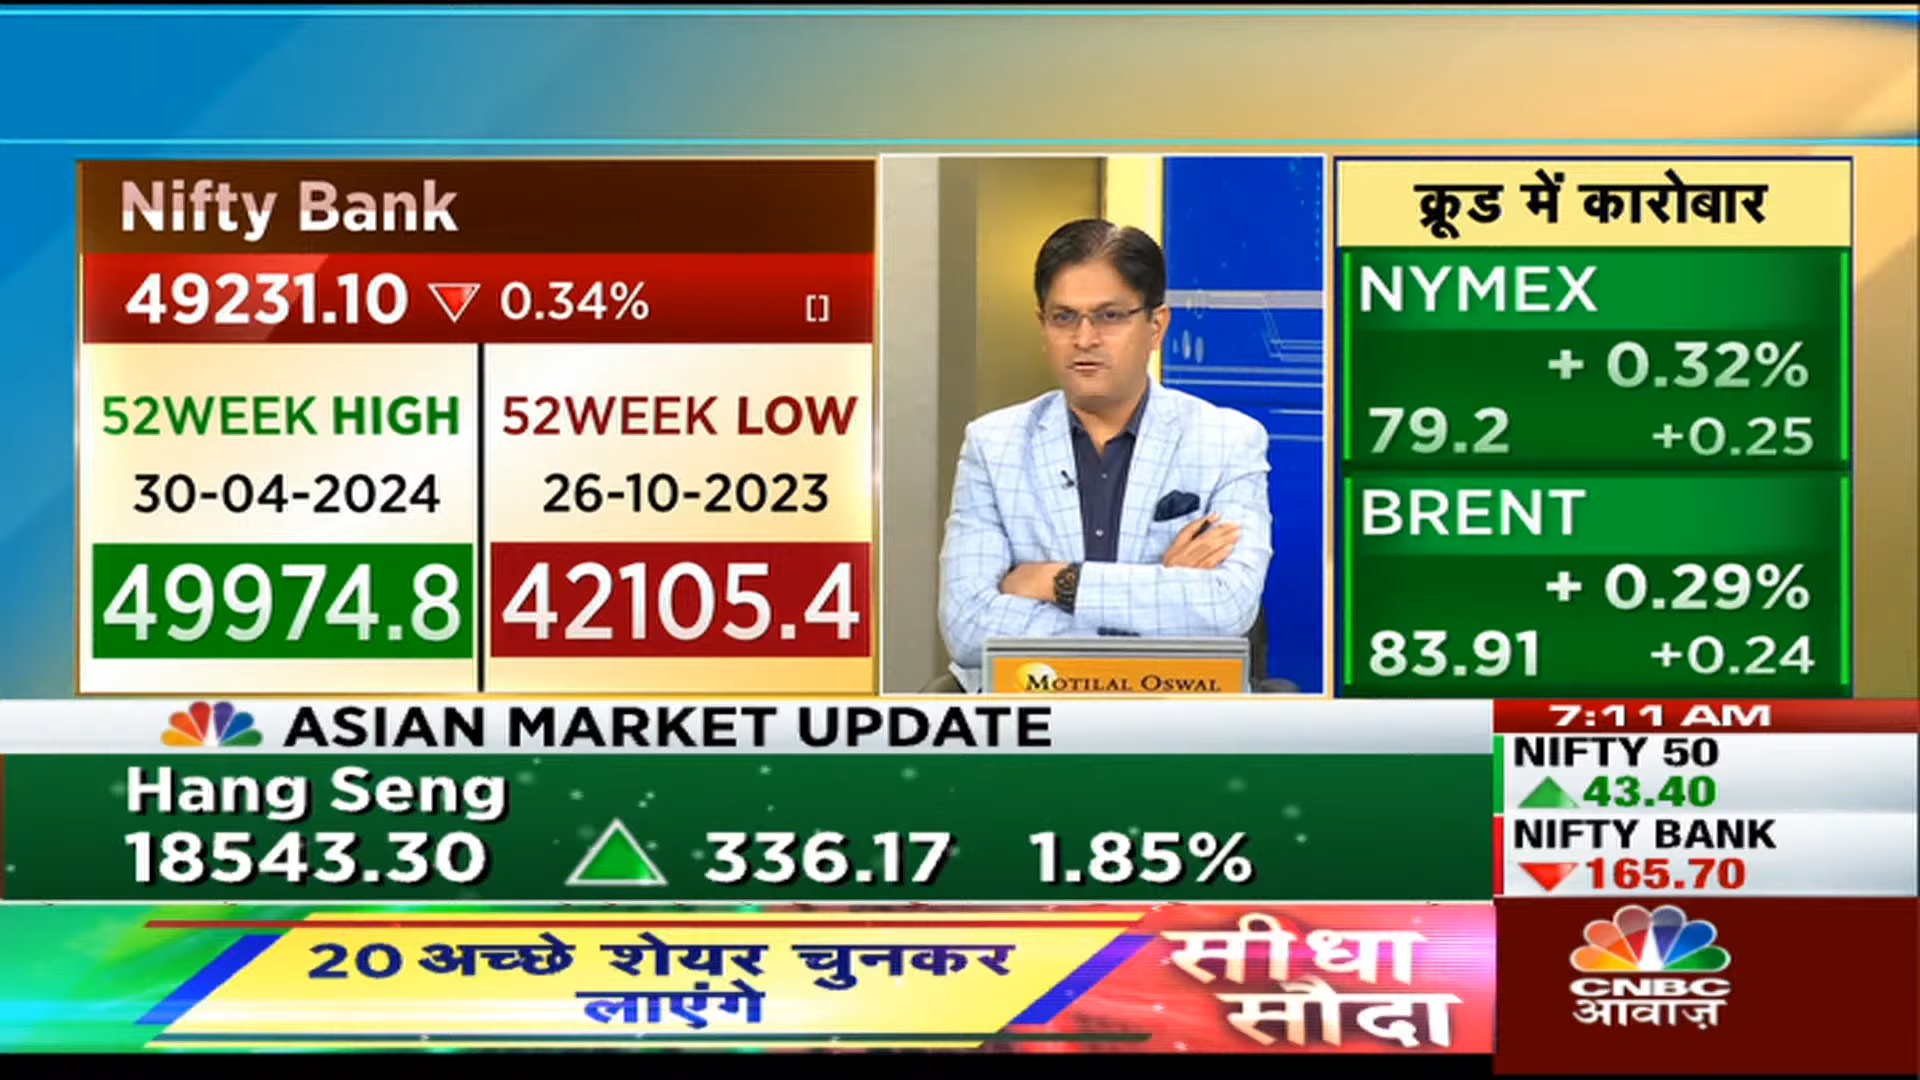 Nifty Bank
49231.10 ▼ 0.34% []
52WEEK HIGH
30-04-2024
49974.8
52WEEK LOW
26-10-2023
42105.4
MOTILAL OSWAL
क्रूड में कारोबार
NYMEX
+ 0.32%
79.2 +0.25
BRENT
+ 0.29%
83.91 +0.24
ASIAN MARKET UPDATE
Hang Seng
18543.30 ▲ 336.17 1.85%
7:11 AM
NIFTY 50
▲ 43.40
NIFTY BANK
▼ 165.70
20 अच्छे शेयर चुनकर
लाएंगे
सीधा
सौदा
CNBC
आवाज़